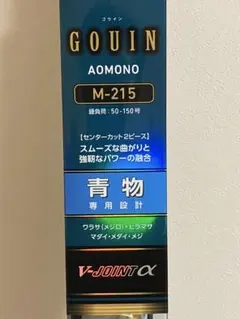 ゴウイン
GOUIN
AOMONO
M-215
錘負荷:50-150号
【センターカット2ピース】
スムーズな曲がりと
強靭なパワーの融合
青物
専用設計
ワラサ(メジロ)・ヒラマサ
マダイ・メダイ・メジ
V-JOINT α